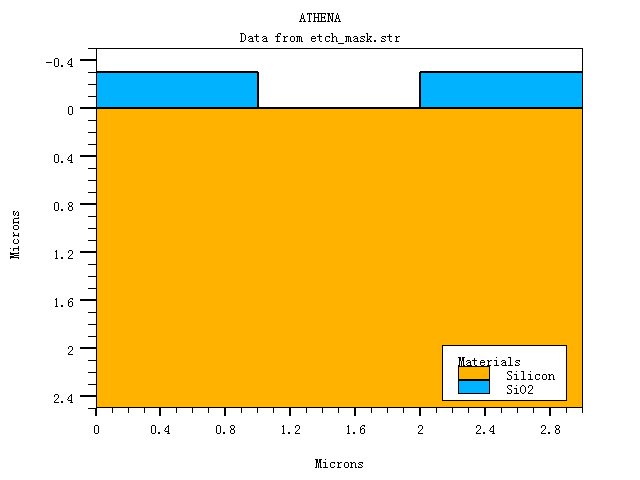 ATHENA
Data from etch_mask.str
-0.4
0
0.4
0.8
1.2
1.6
2
2.4
Microns
Materials
Silicon
SiO2
0 0.4 0.8 1.2 1.6 2 2.4 2.8
Microns